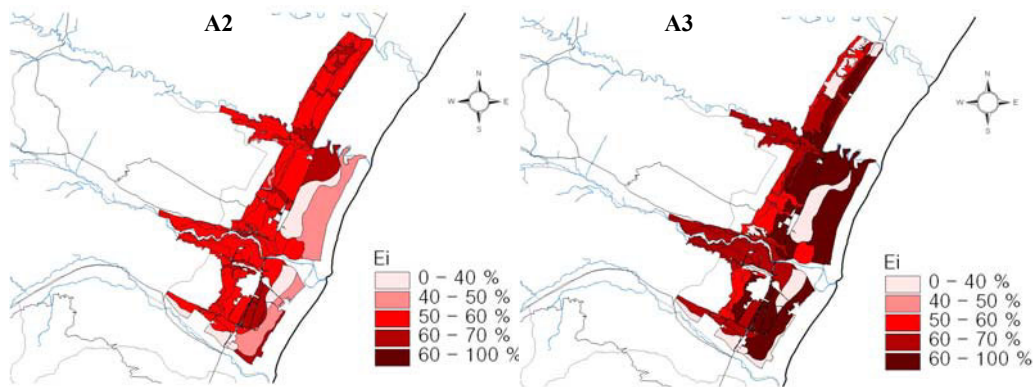 A2
N
W E
S
Ei
0 – 40 %
40 – 50 %
50 – 60 %
60 – 70 %
60 – 100 %
A3
N
W E
S
Ei
0 – 40 %
40 – 50 %
50 – 60 %
60 – 70 %
60 – 100 %